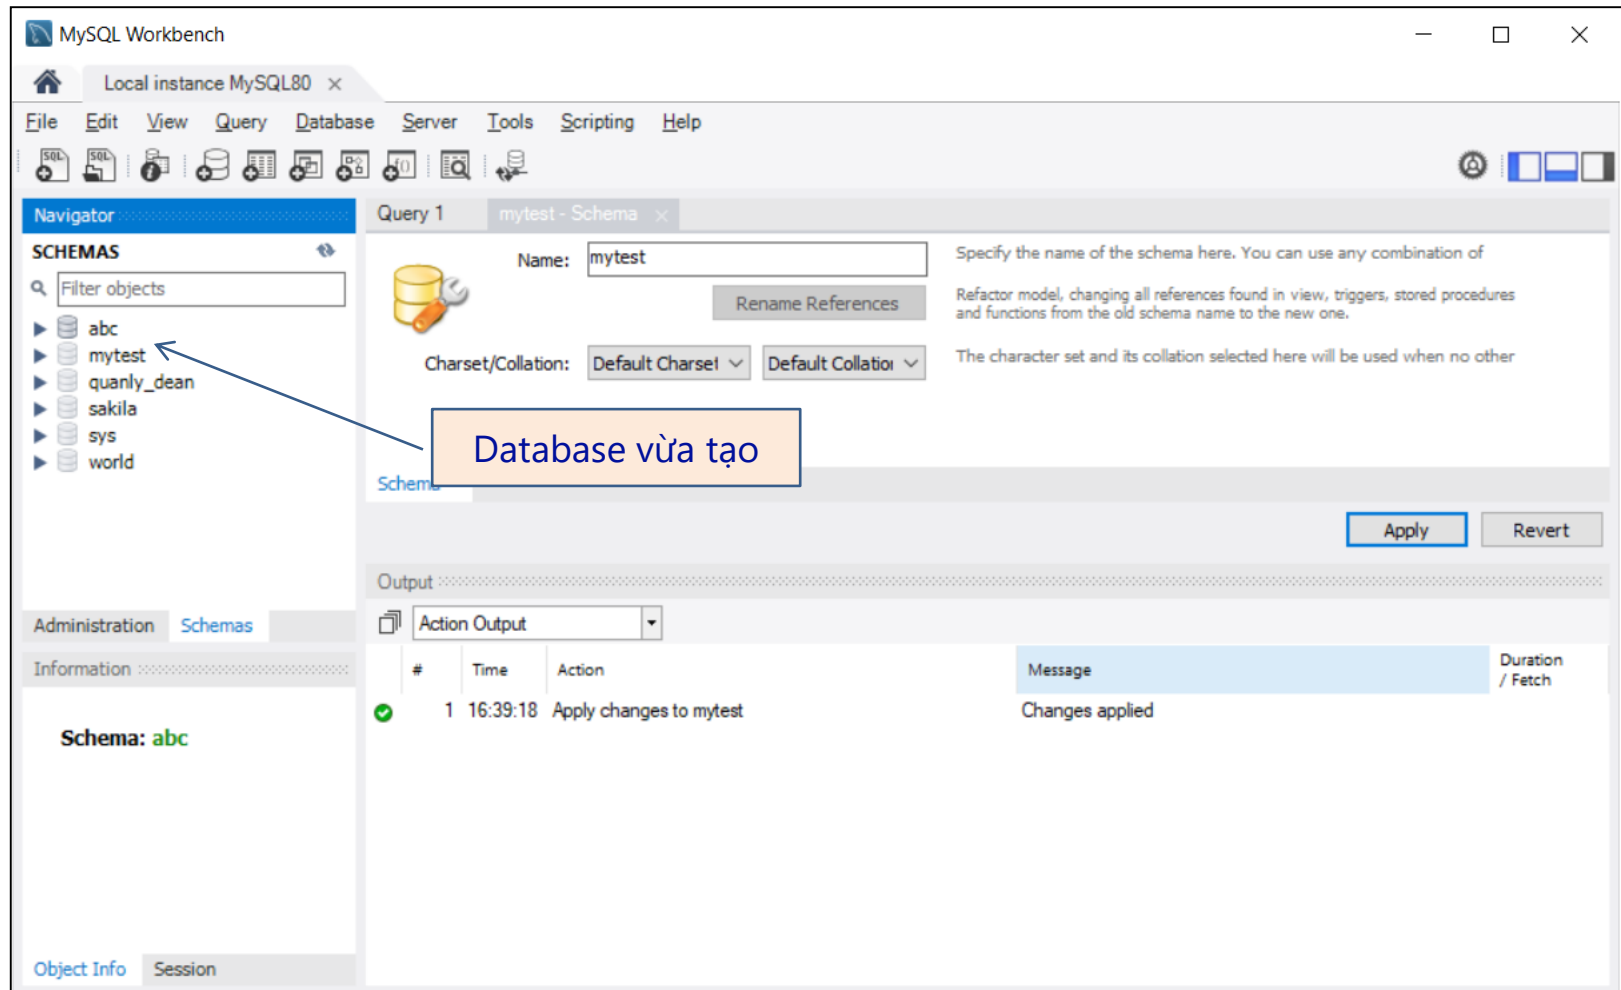 MySQL Workbench
Local instance MySQL80
File Edit View Query Database Server Tools Scripting Help
Navigator
SCHEMAS
Filter objects
abc
mytest
quanly_dean
sakila
sys
world
Administration Schemas
Information
Schema: abc
Object Info Session
Query 1 mytest - Schema
Name: mytest
Specify the name of the schema here. You can use any combination of
Rename References
Refactor model, changing all references found in view, triggers, stored procedures
and functions from the old schema name to the new one.
Charset/Collation: Default Charset Default Collation
The character set and its collation selected here will be used when no other
Database vừa tạo
Schema
Apply Revert
Output
Action Output
# Time Action Message Duration / Fetch
1 16:39:18 Apply changes to mytest Changes applied